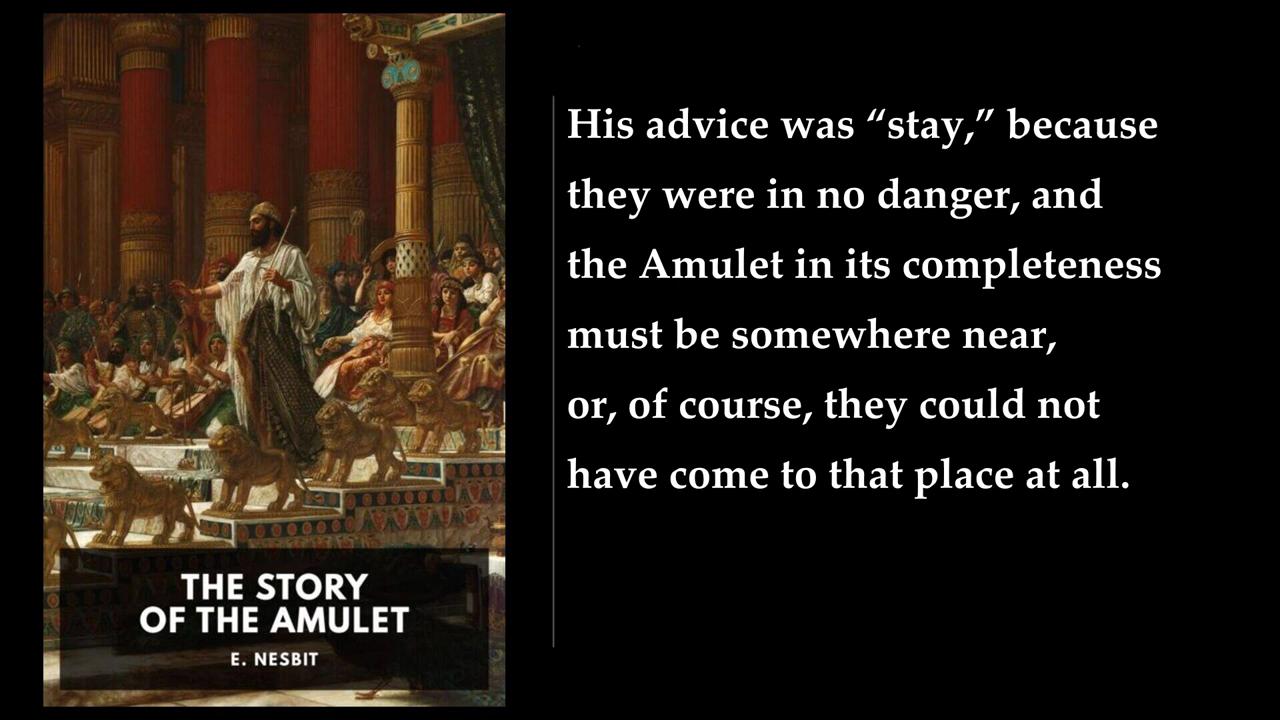 THE STORY
OF THE AMULET
E. NESBIT
His advice was “stay,” because
they were in no danger, and
the Amulet in its completeness
must be somewhere near,
or, of course, they could not
have come to that place at all.